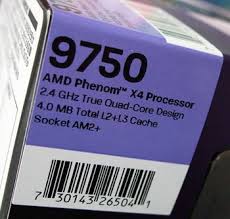 9750
AMD Phenom™ X4 Processor
2.4 GHz True Quad-Core Design
4.0 MB Total L2+L3 Cache
Socket AM2+
7 30143 26504 1